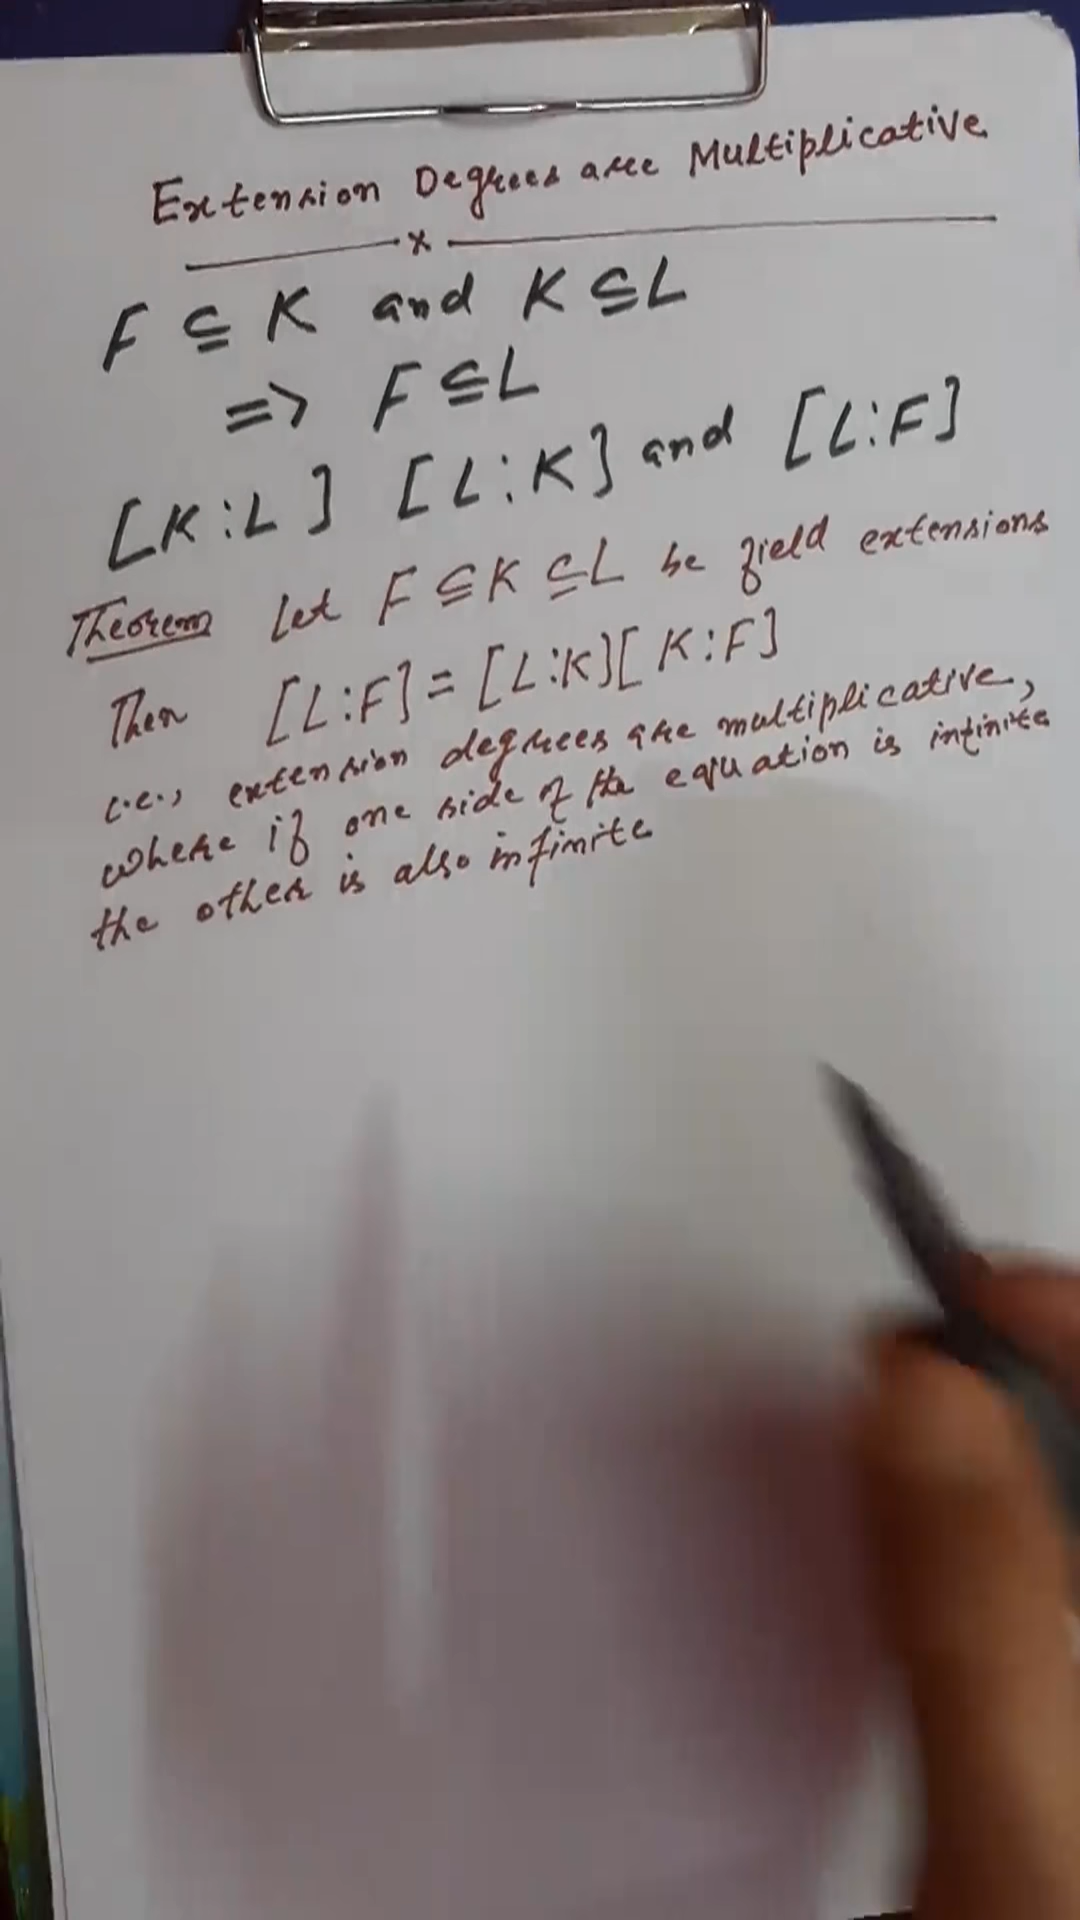 Extension Degrees are Multiplicative
x
F ⊆ K and K ⊆ L
=> F ⊆ L
[K:L] [L:K] and [L:F]
Theorem Let F ⊆ K ⊆ L be field extensions
Then [L:F] = [L:K][K:F]
i.e., extension degrees are multiplicative,
where if one side of the equation is infinite
the other is also infinite